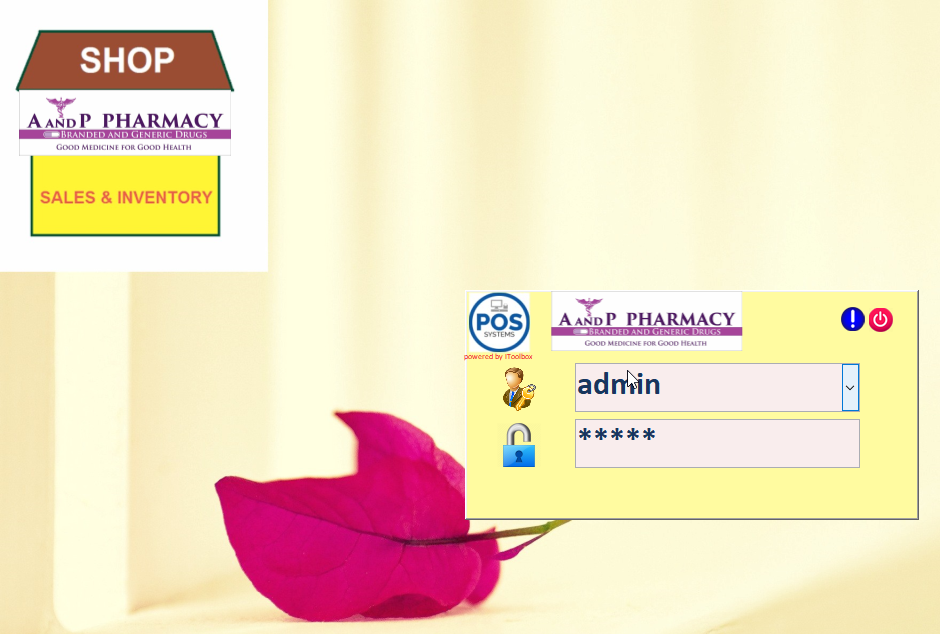 SHOP
A AND P PHARMACY
BRANDED AND GENERIC DRUGS
GOOD MEDICINE FOR GOOD HEALTH
SALES & INVENTORY
POS
SYSTEMS
powered by IToolbox
A AND P PHARMACY
BRANDED AND GENERIC DRUGS
GOOD MEDICINE FOR GOOD HEALTH
admin
*****